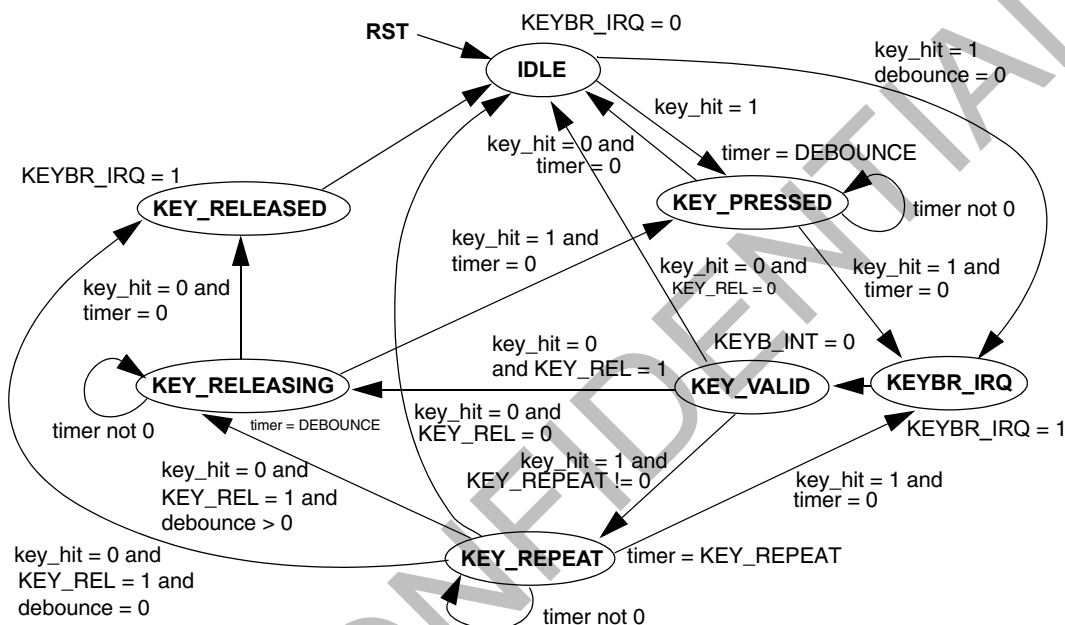 KEYBR_IRQ = 0
RST
IDLE
key_hit = 1
debounce = 0
key_hit = 1
key_hit = 0 and
timer = 0
timer = DEBOUNCE
KEYBR_IRQ = 1
KEY_RELEASED
KEY_PRESSED
timer not 0
key_hit = 1 and
timer = 0
key_hit = 0 and
KEY_REL = 0
key_hit = 1 and
timer = 0
key_hit = 0 and
timer = 0
key_hit = 0
and KEY_REL = 1
KEYB_INT = 0
KEY_RELEASING
KEY_VALID
KEYBR_IRQ
timer not 0
timer = DEBOUNCE
key_hit = 0 and
KEY_REL = 0
KEYBR_IRQ = 1
key_hit = 0 and
KEY_REL = 1 and
debounce > 0
key_hit = 1 and
KEY_REPEAT != 0
key_hit = 1 and
timer = 0
key_hit = 0 and
KEY_REL = 1 and
debounce = 0
KEY_REPEAT
timer = KEY_REPEAT
timer not 0
CONFIDENTIAL